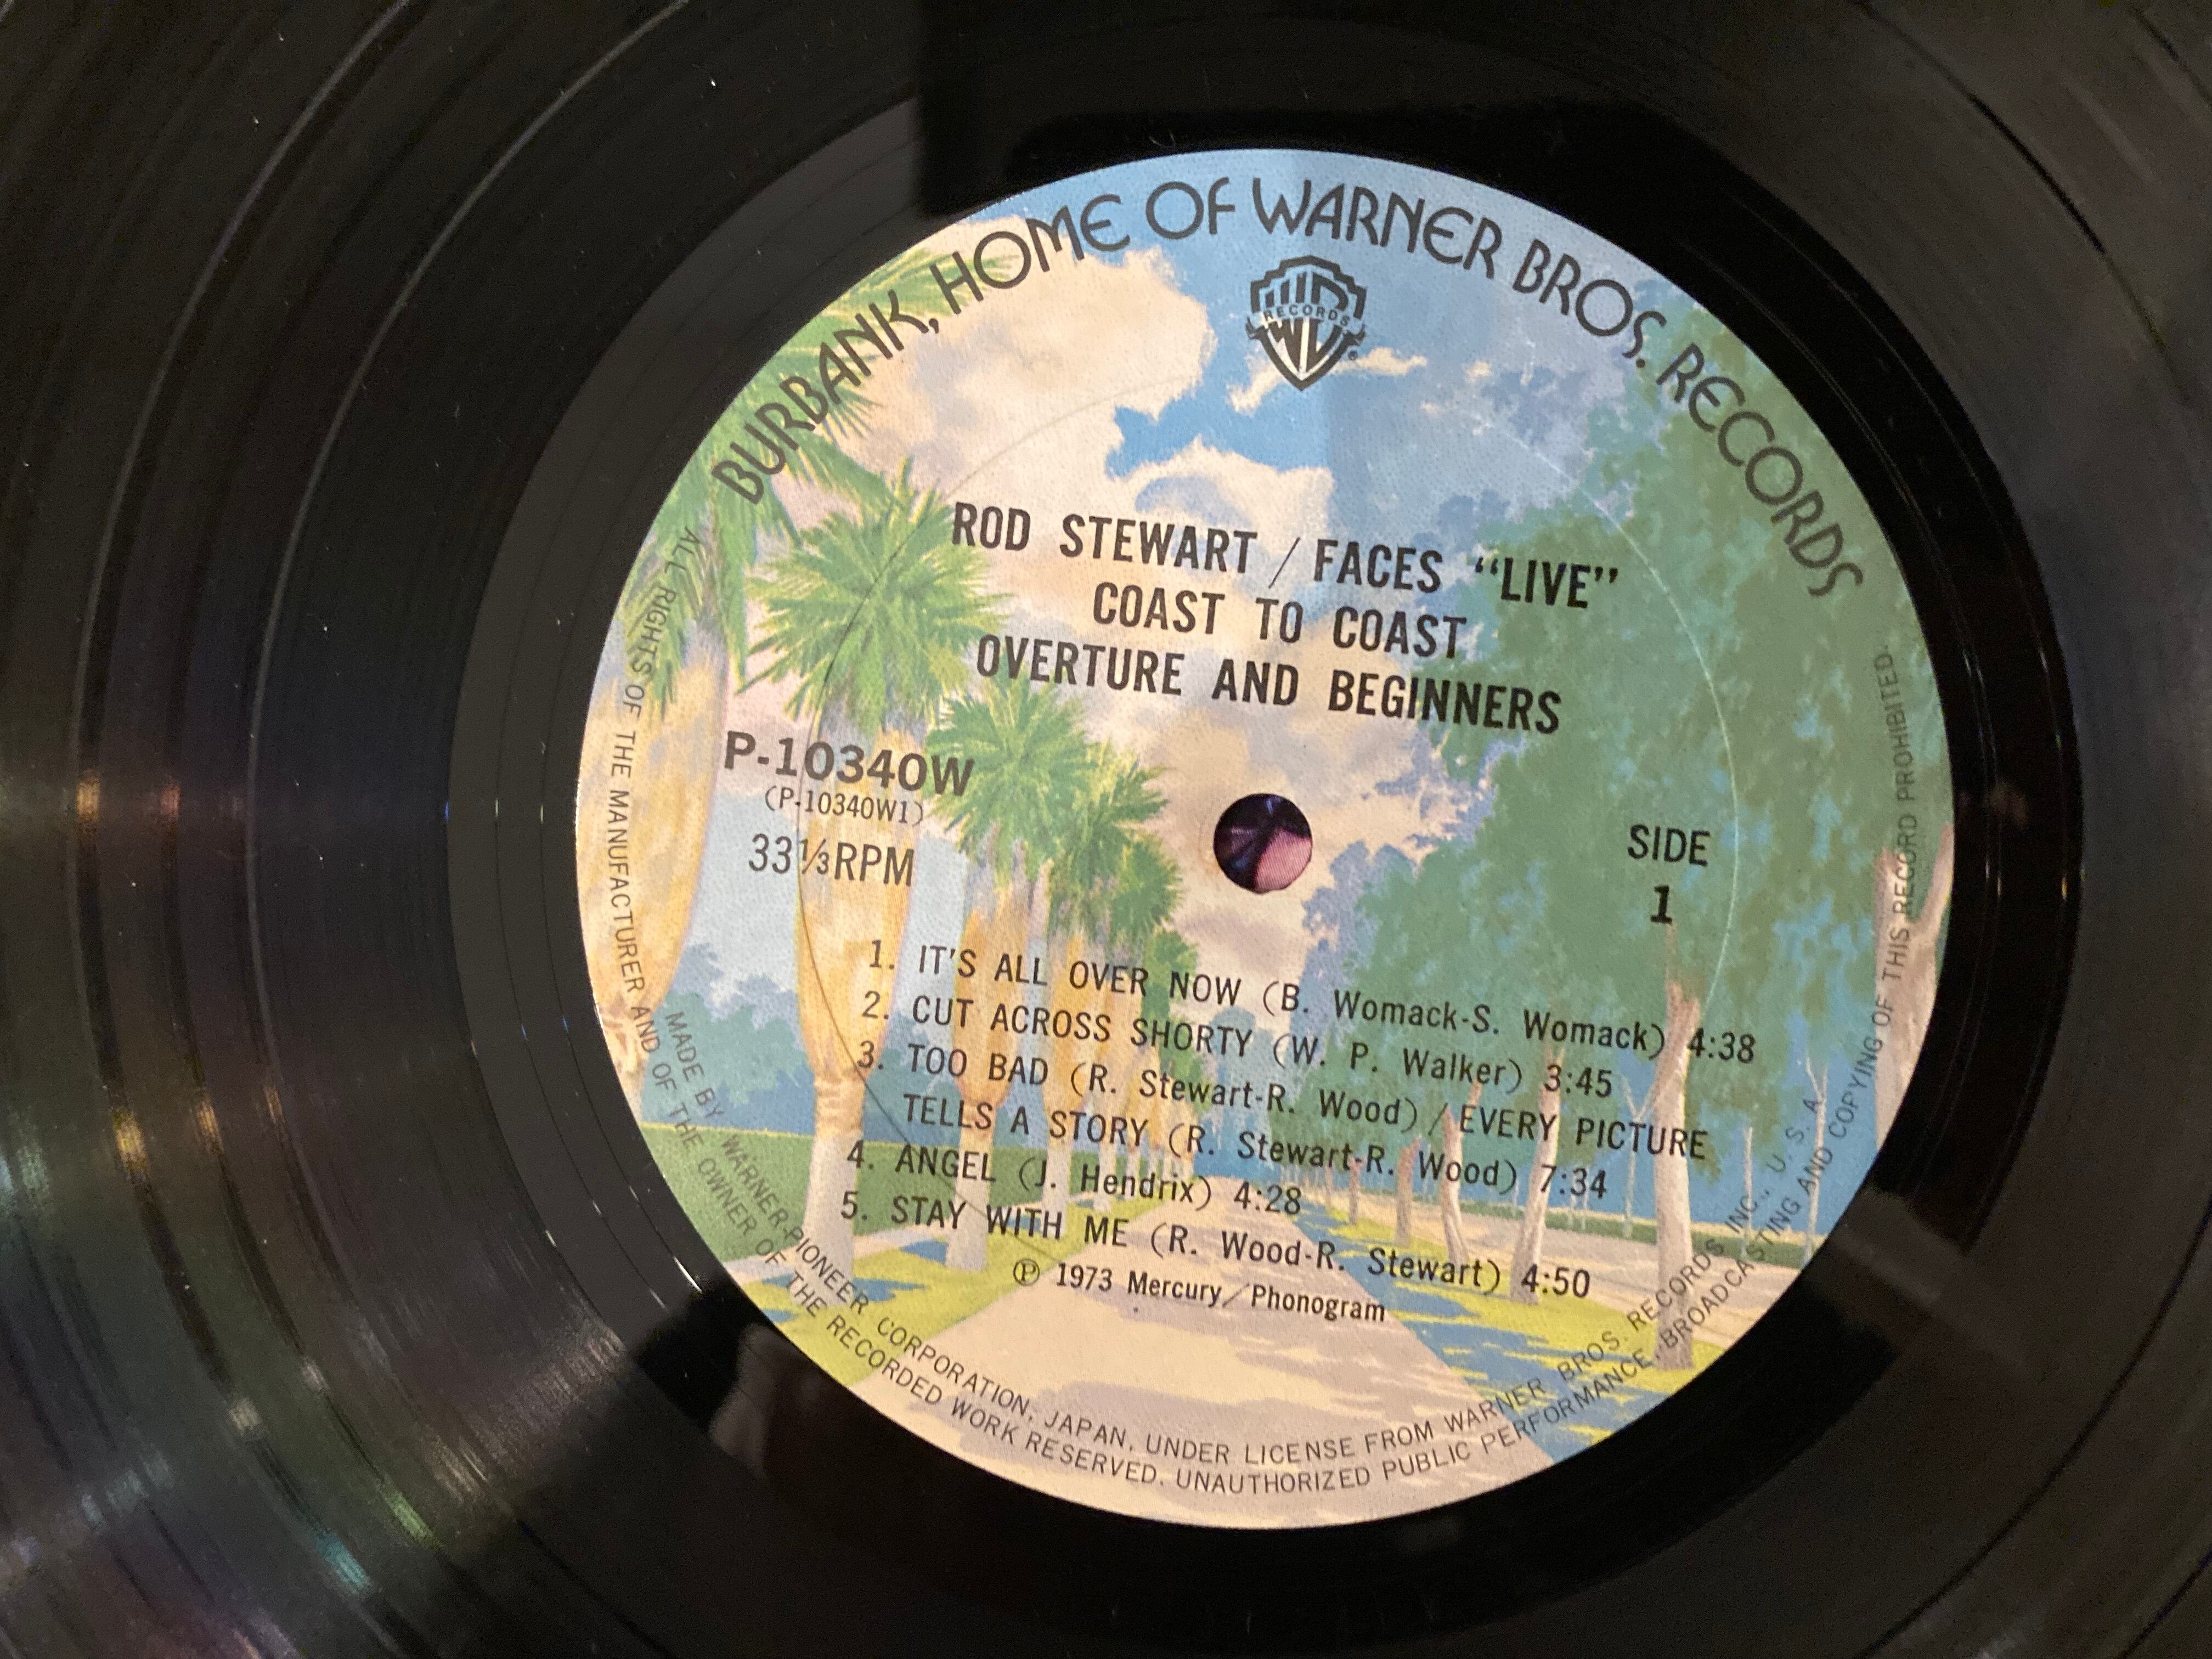 BURBANK, HOME OF WARNER BROS. RECORDS
RECORDS
®
ROD STEWART / FACES “LIVE”
COAST TO COAST
OVERTURE AND BEGINNERS
P-10340W
(P-10340W1)
33⅓RPM
SIDE
1
1. IT'S ALL OVER NOW (B. Womack-S. Womack) 4:38
2. CUT ACROSS SHORTY (W. P. Walker) 3:45
3. TOO BAD (R. Stewart-R. Wood) / EVERY PICTURE
TELLS A STORY (R. Stewart-R. Wood) 7:34
4. ANGEL (J. Hendrix) 4:28
5. STAY WITH ME (R. Wood-R. Stewart) 4:50
Ⓟ 1973 Mercury/Phonogram
MADE BY WARNER-PIONEER CORPORATION, JAPAN, UNDER LICENSE FROM WARNER BROS. RECORDS INC., U. S. A.
ALL RIGHTS OF THE MANUFACTURER AND OF THE OWNER OF THE RECORDED WORK RESERVED. UNAUTHORIZED PUBLIC PERFORMANCE, BROADCASTING AND COPYING OF THIS RECORD PROHIBITED.